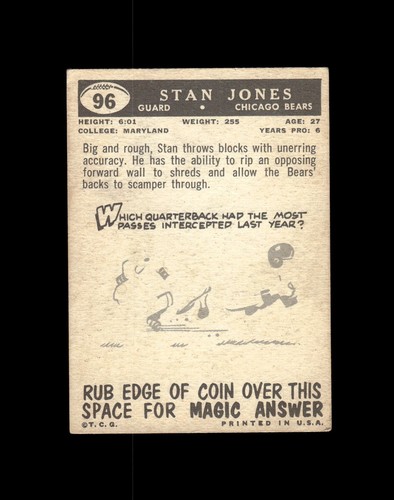 96
STAN JONES
GUARD • CHICAGO BEARS
HEIGHT: 6:01 WEIGHT: 255 AGE: 27
COLLEGE: MARYLAND YEARS PRO: 6
Big and rough, Stan throws blocks with unerring
accuracy. He has the ability to rip an opposing
forward wall to shreds and allow the Bears'
backs to scamper through.
WHICH QUARTERBACK HAD THE MOST
PASSES INTERCEPTED LAST YEAR?
RUB EDGE OF COIN OVER THIS
SPACE FOR MAGIC ANSWER
©T.C.G. PRINTED IN U.S.A.